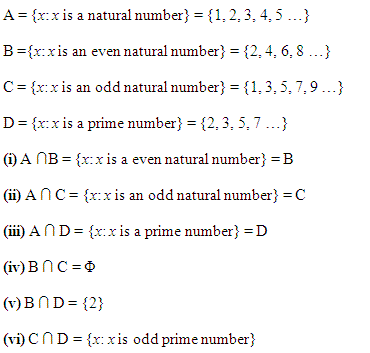 A = {x: x is a natural number} = {1, 2, 3, 4, 5 …}
B ={x: x is an even natural number} = {2, 4, 6, 8 …}
C = {x: x is an odd natural number} = {1, 3, 5, 7, 9 …}
D = {x: x is a prime number} = {2, 3, 5, 7 …}
(i) A ∩B = {x: x is a even natural number} = B
(ii) A ∩ C = {x: x is an odd natural number} = C
(iii) A ∩ D = {x: x is a prime number} = D
(iv) B ∩ C = Φ
(v) B ∩ D = {2}
(vi) C ∩ D = {x: x is odd prime number}